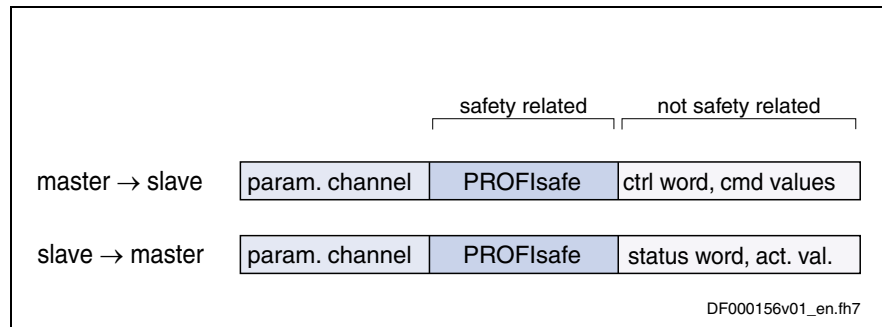 safety related not safety related
master → slave param. channel PROFIsafe ctrl word, cmd values
slave → master param. channel PROFIsafe status word, act. val.
DF000156v01_en.fh7